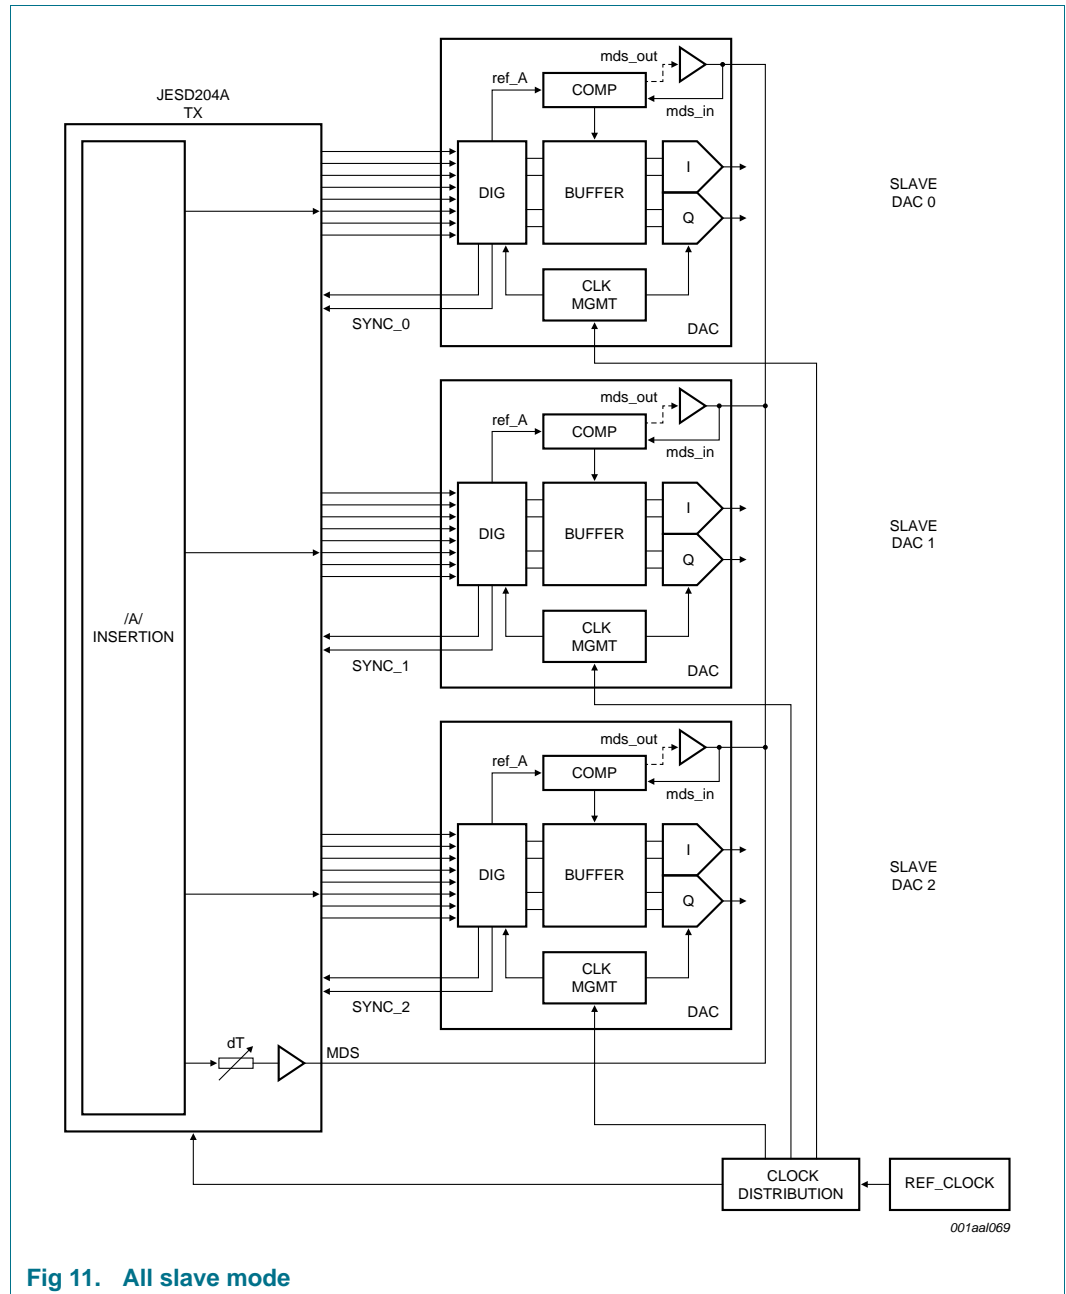 JESD204A
TX
/A/
INSERTION
dT
MDS
mds_out
ref_A
COMP
mds_in
DIG
BUFFER
I
Q
CLK
MGMT
SYNC_0
DAC
SLAVE
DAC 0
mds_out
ref_A
COMP
mds_in
DIG
BUFFER
I
Q
CLK
MGMT
SYNC_1
DAC
SLAVE
DAC 1
mds_out
ref_A
COMP
mds_in
DIG
BUFFER
I
Q
CLK
MGMT
SYNC_2
DAC
SLAVE
DAC 2
CLOCK
DISTRIBUTION
REF_CLOCK
001aal069
Fig 11. All slave mode